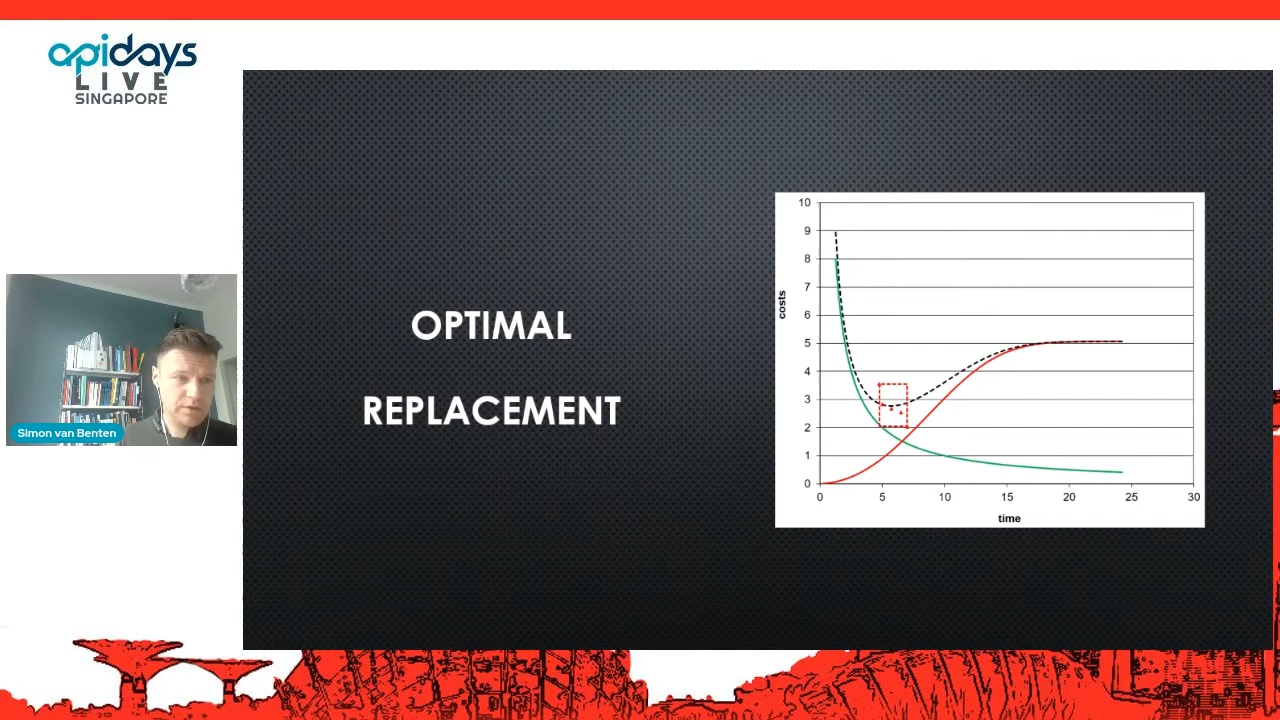 apidays
LIVE
SINGAPORE
Simon van Benten
OPTIMAL
REPLACEMENT
costs
10
9
8
7
6
5
4
3
2
1
0
0 5 10 15 20 25 30
time